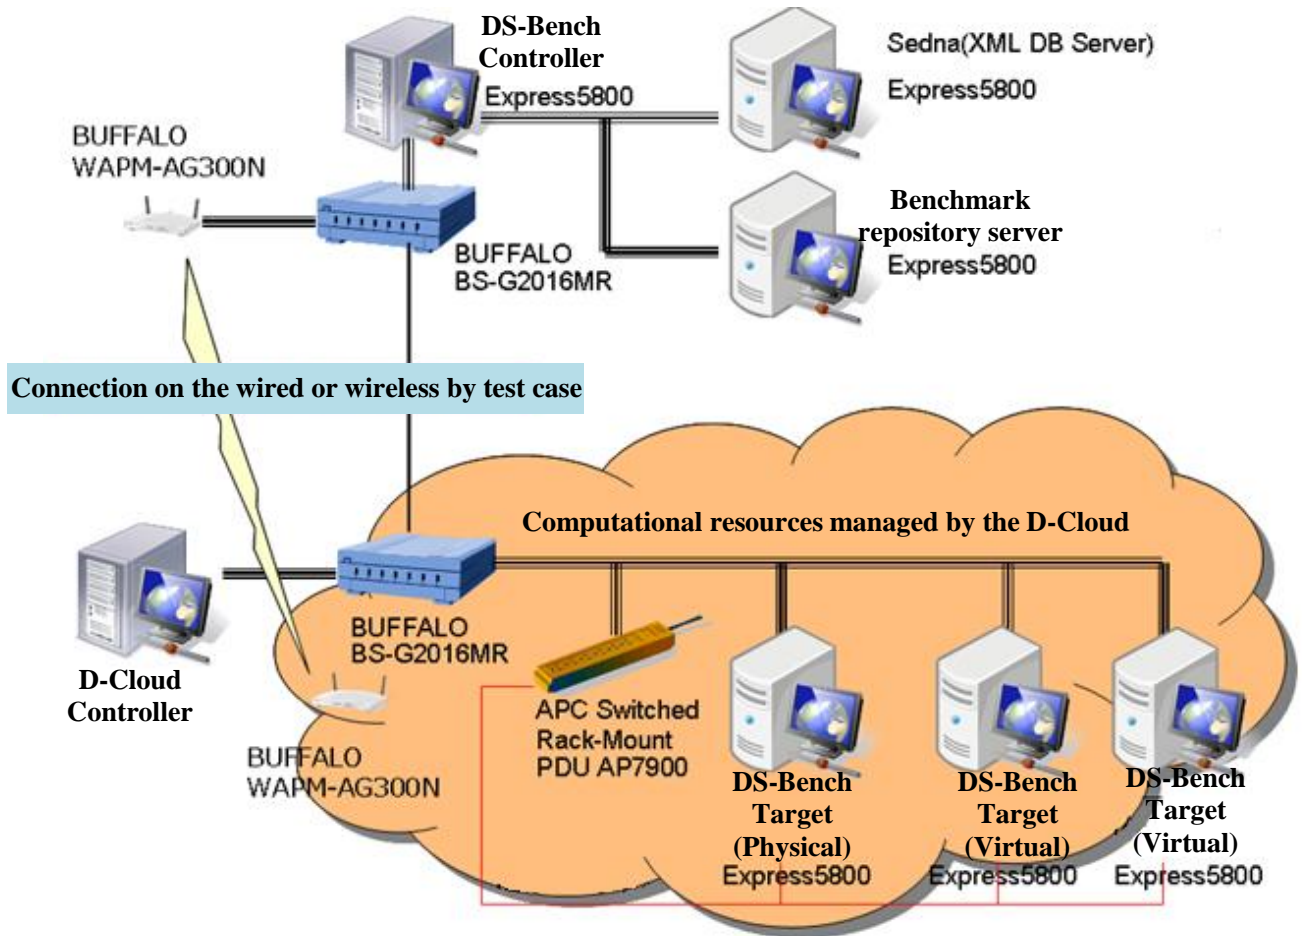 DS-Bench
Controller
Express5800
Sedna(XML DB Server)
Express5800
BUFFALO
WAPM-AG300N
BUFFALO
BS-G2016MR
Benchmark
repository server
Express5800
Connection on the wired or wireless by test case
Computational resources managed by the D-Cloud
D-Cloud
Controller
BUFFALO
BS-G2016MR
BUFFALO
WAPM-AG300N
APC Switched
Rack-Mount
PDU AP7900
DS-Bench
Target
(Physical)
Express5800
DS-Bench
Target
(Virtual)
Express5800
DS-Bench
Target
(Virtual)
Express5800